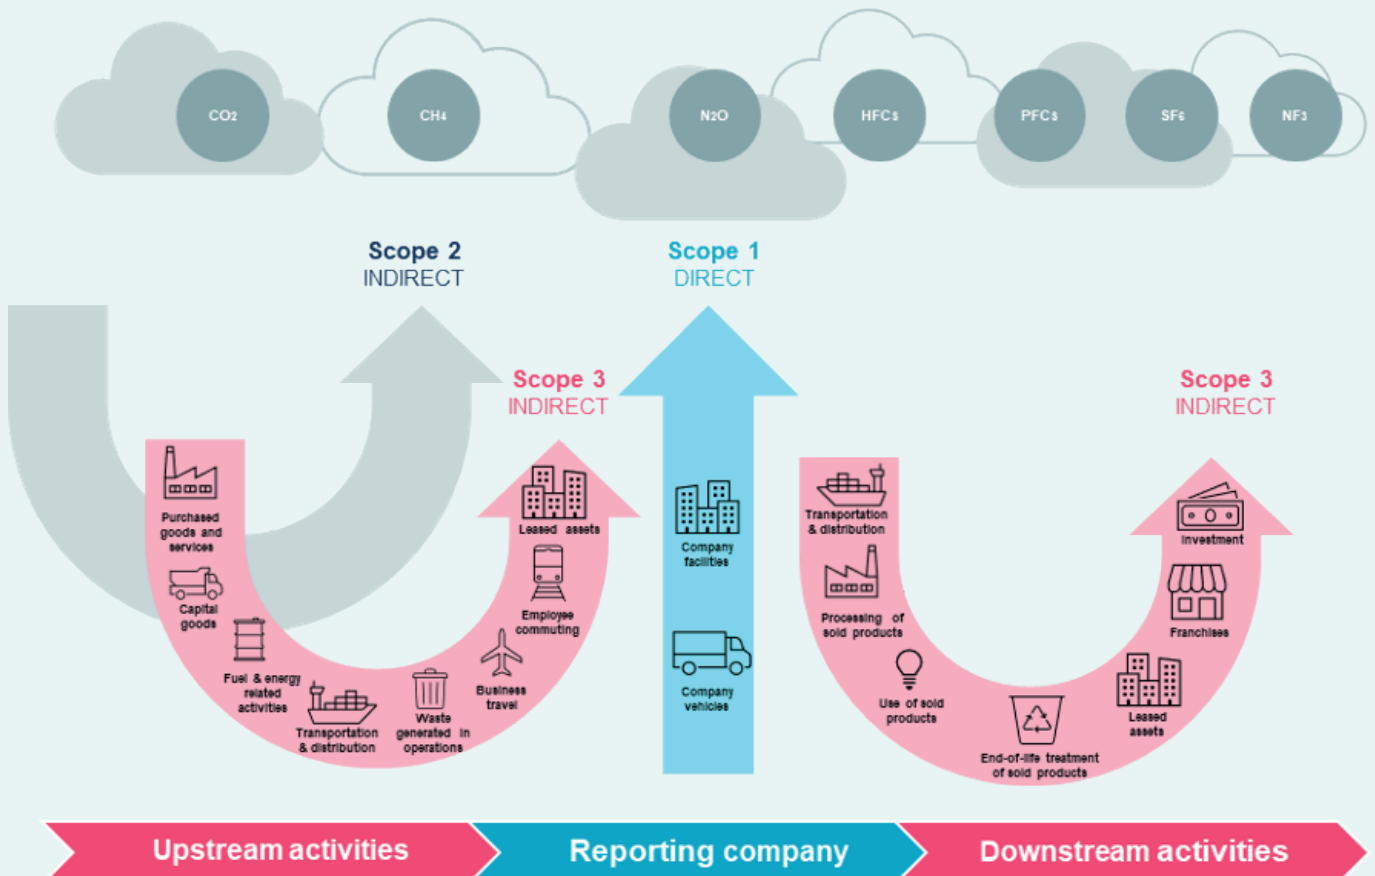 CO2
CH4
N2O
HFCs
PFCs
SF6
NF3
Scope 2
INDIRECT
Scope 1
DIRECT
Scope 3
INDIRECT
Scope 3
INDIRECT
Purchased
goods and
services
Capital
goods
Fuel & energy
related
activities
Transportation
& distribution
Waste
generated in
operations
Business
travel
Employee
commuting
Leased assets
Company
facilities
Company
vehicles
Transportation
& distribution
Processing of
sold products
Use of sold
products
End-of-life treatment
of sold products
Leased
assets
Franchises
Investment
Upstream activities
Reporting company
Downstream activities